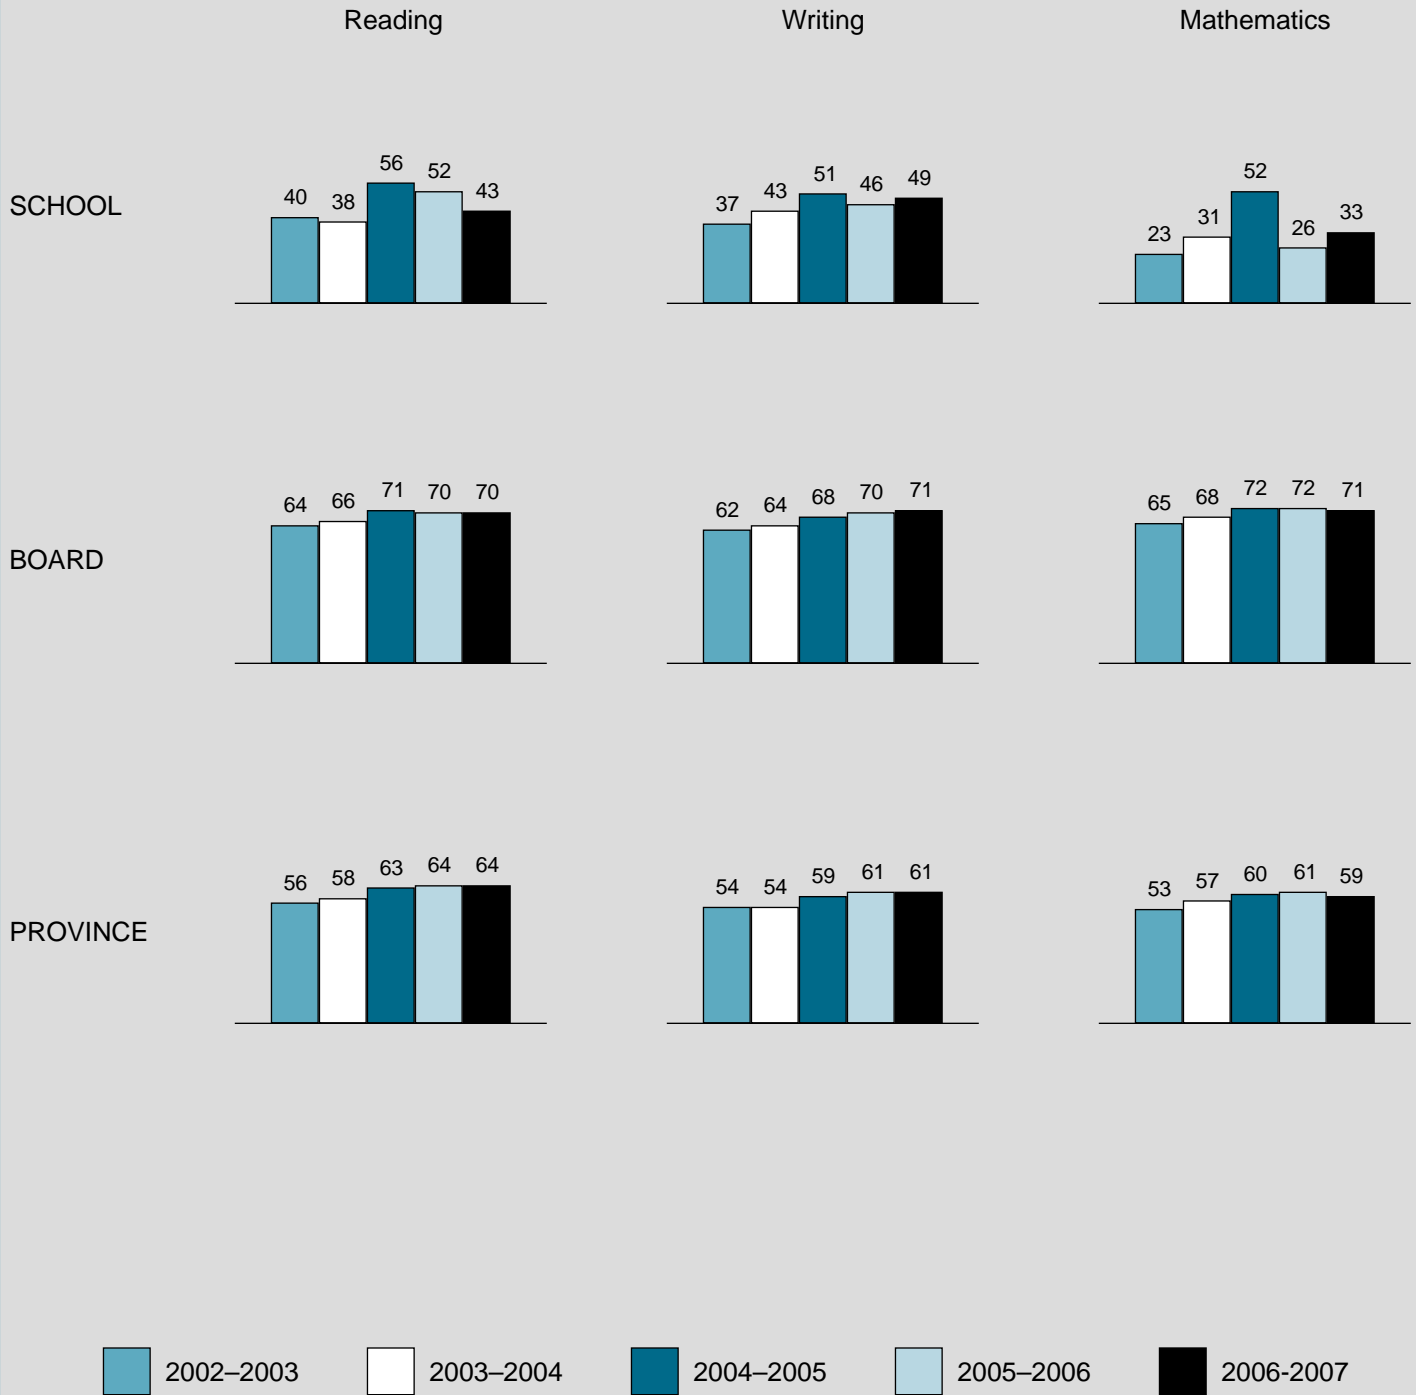 Reading Writing Mathematics
SCHOOL
40 38 56 52 43
37 43 51 46 49
23 31 52 26 33
BOARD
64 66 71 70 70
62 64 68 70 71
65 68 72 72 71
PROVINCE
56 58 63 64 64
54 54 59 61 61
53 57 60 61 59
2002–2003 2003–2004 2004–2005 2005–2006 2006-2007